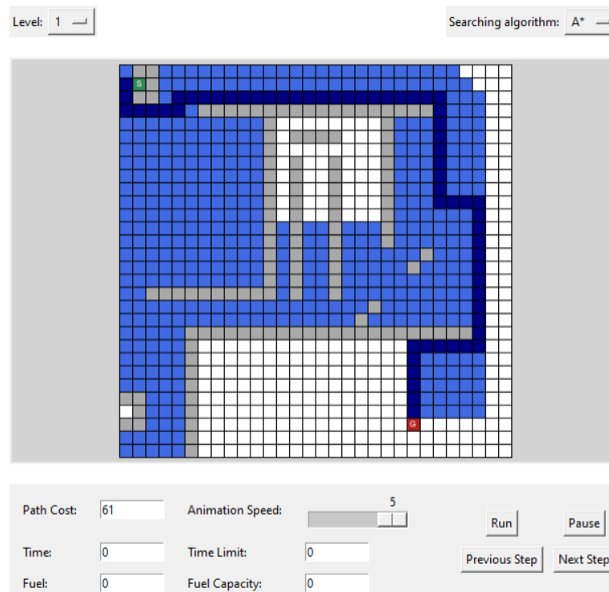 Level: 1 Searching algorithm: A*
S
G
Path Cost: 61 Animation Speed: 5
Run Pause
Time: 0 Time Limit: 0
Previous Step Next Step
Fuel: 0 Fuel Capacity: 0